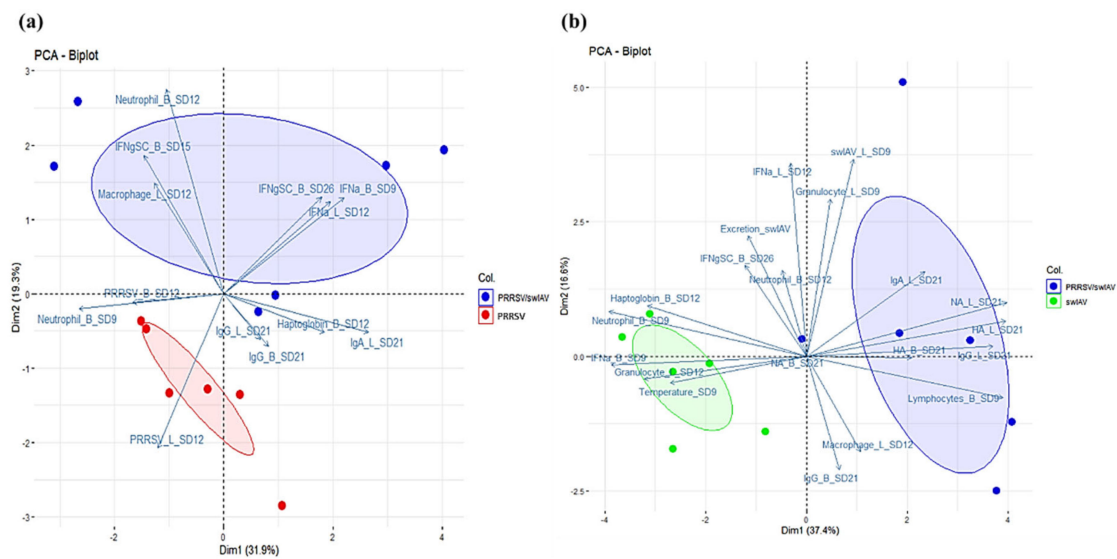 (a)
PCA - Biplot
3
2
1
0
-1
-2
-3
Dim2 (19.3%)
Neutrophil_B_SD12
IFNgSC_B_SD15
Macrophage_L_SD12
IFNgSC_B_SD26
IFNa_B_SD9
IFNa_L_SD12
PRRSV_B_SD12
Neutrophil_B_SD9
IgG_L_SD21
Haptoglobin_B_SD12
IgA_L_SD21
IgG_B_SD21
PRRSV_L_SD12
-2
0
2
4
Dim1 (31.9%)
Col.
PRRSV/swIAV
PRRSV
(b)
PCA - Biplot
5.0
2.5
0.0
-2.5
Dim2 (16.6%)
swIAV_L_SD9
IFNa_L_SD12
Granulocyte_L_SD9
Excretion_swIAV
IFNgSC_B_SD26
Neutrophil_B_SD12
IgA_L_SD21
Haptoglobin_B_SD12
NA_L_SD21
Neutrophil_B_SD9
HA_L_SD21
HA_B_SD21
IgG_L_SD21
IFNa_B_SD9
NA_B_SD21
Temperature_SD9
Lymphocytes_B_SD9
Macrophage_L_SD12
IgG_B_SD21
-4
-2
0
2
4
Dim1 (37.4%)
Col.
PRRSV/swIAV
swIAV